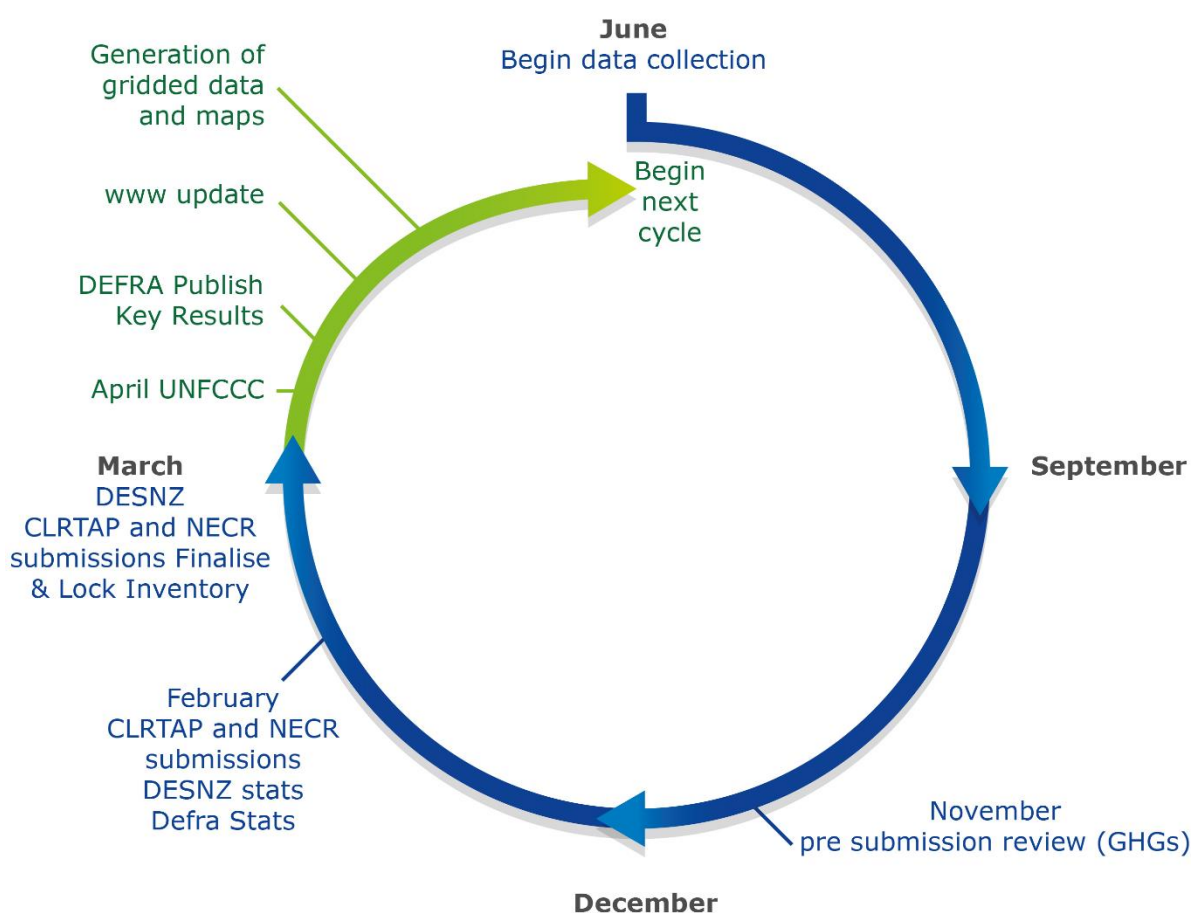 June
Begin data collection
Generation of
gridded data
and maps
www update
DEFRA Publish
Key Results
April UNFCCC
Begin
next
cycle
September
March
DESNZ
CLRTAP and NECR
submissions Finalise
& Lock Inventory
February
CLRTAP and NECR
submissions
DESNZ stats
Defra Stats
November
pre submission review (GHGs)
December